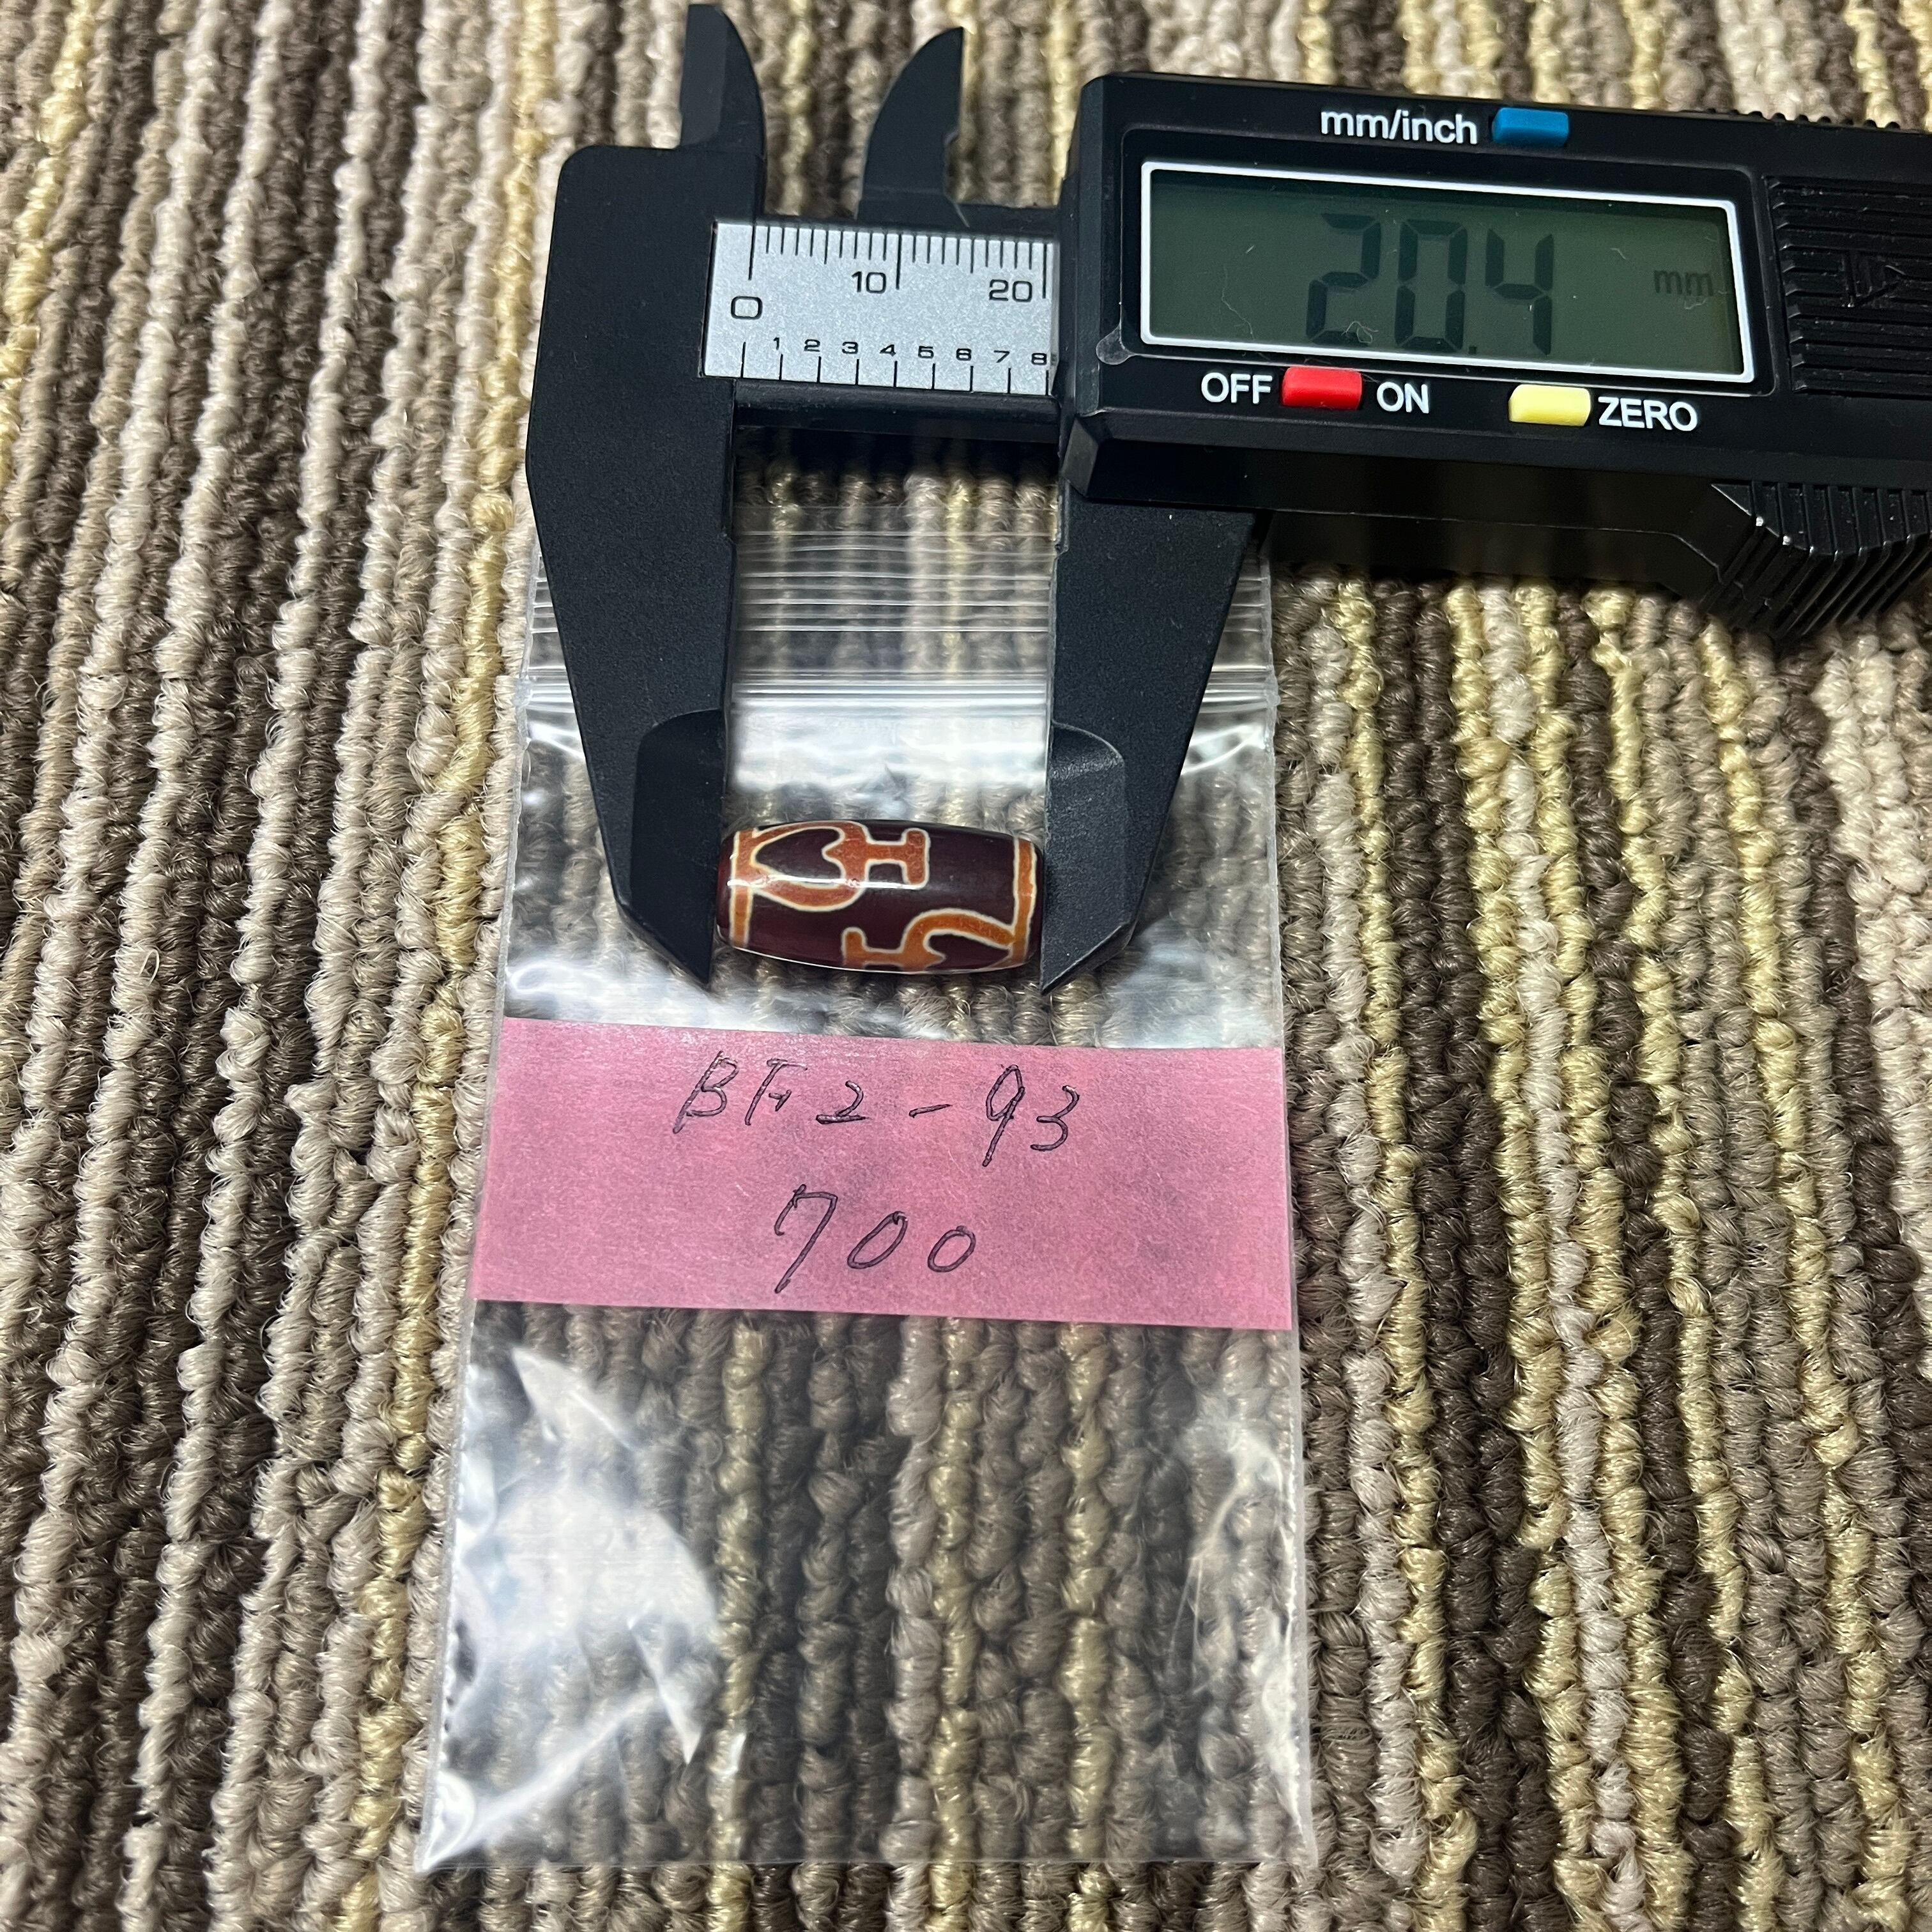 mm/inch
20.4 mm
OFF ON ZERO
0 10 20
1 2 3 4 5 6 7 8
BF2-93
700